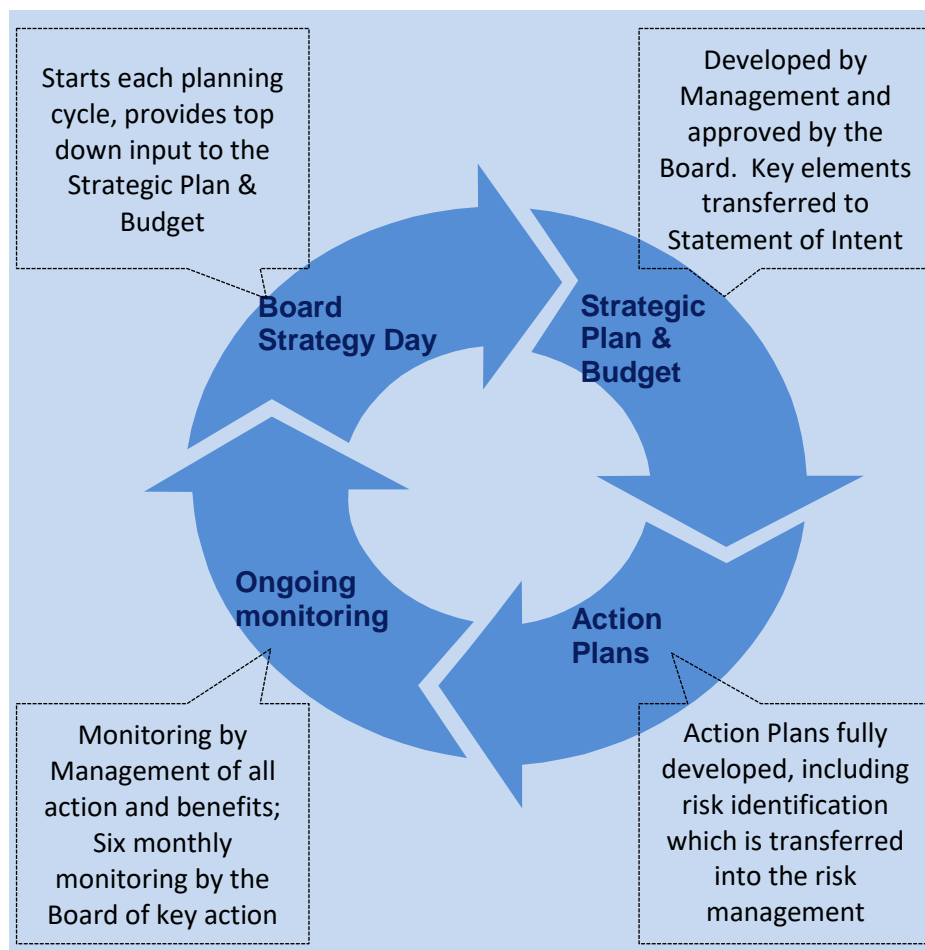 Starts each planning
cycle, provides top
down input to the
Strategic Plan &
Budget
Developed by
Management and
approved by the
Board.  Key elements
transferred to
Statement of Intent
Board
Strategy Day
Strategic
Plan &
Budget
Ongoing
monitoring
Action
Plans
Monitoring by
Management of all
action and benefits;
Six monthly
monitoring by the
Board of key action
Action Plans fully
developed, including
risk identification
which is transferred
into the risk
management